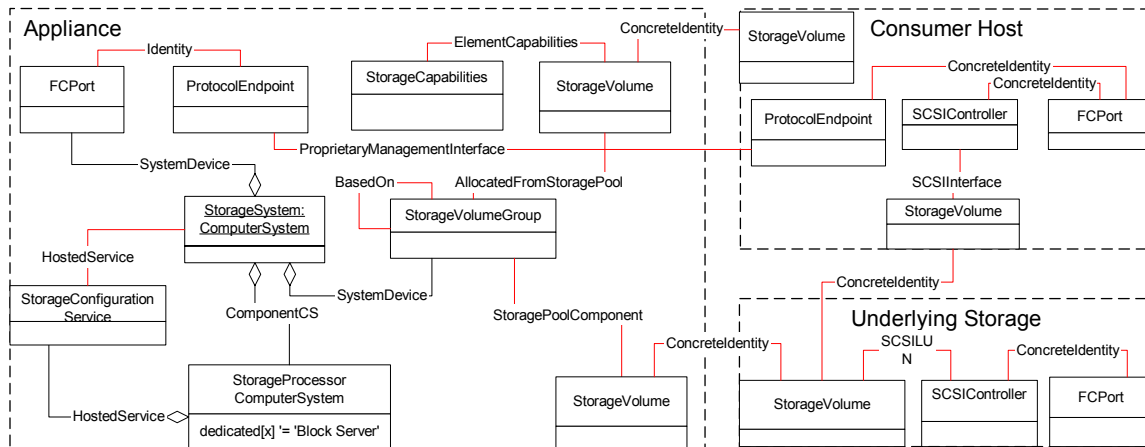 Appliance
Identity
FCPort
ProtocolEndpoint
ElementCapabilities
StorageCapabilities
StorageVolume
ConcreteIdentity
StorageVolume
Consumer Host
ConcreteIdentity
ConcreteIdentity
ProtocolEndpoint
SCSIController
FCPort
ProprietaryManagementInterface
SystemDevice
BasedOn
AllocatedFromStoragePool
SCSIInterface
StorageSystem:
ComputerSystem
StorageVolumeGroup
StorageVolume
HostedService
ConcreteIdentity
StorageConfiguration
Service
SystemDevice
ComponentCS
StoragePoolComponent
Underlying Storage
ConcreteIdentity
SCSILU
N
ConcreteIdentity
StorageProcessor
ComputerSystem
StorageVolume
StorageVolume
SCSIController
FCPort
HostedService
dedicated[x] '= 'Block Server'